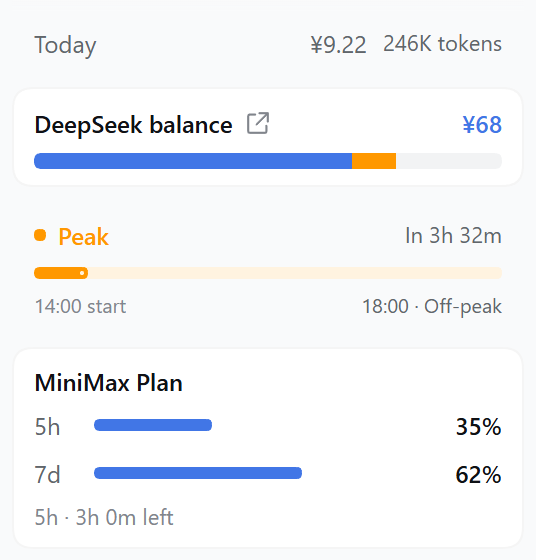 Today ¥9.22 246K tokens
DeepSeek balance ¥68
Peak In 3h 32m
14:00 start 18:00 · Off-peak
MiniMax Plan
5h 35%
7d 62%
5h · 3h 0m left